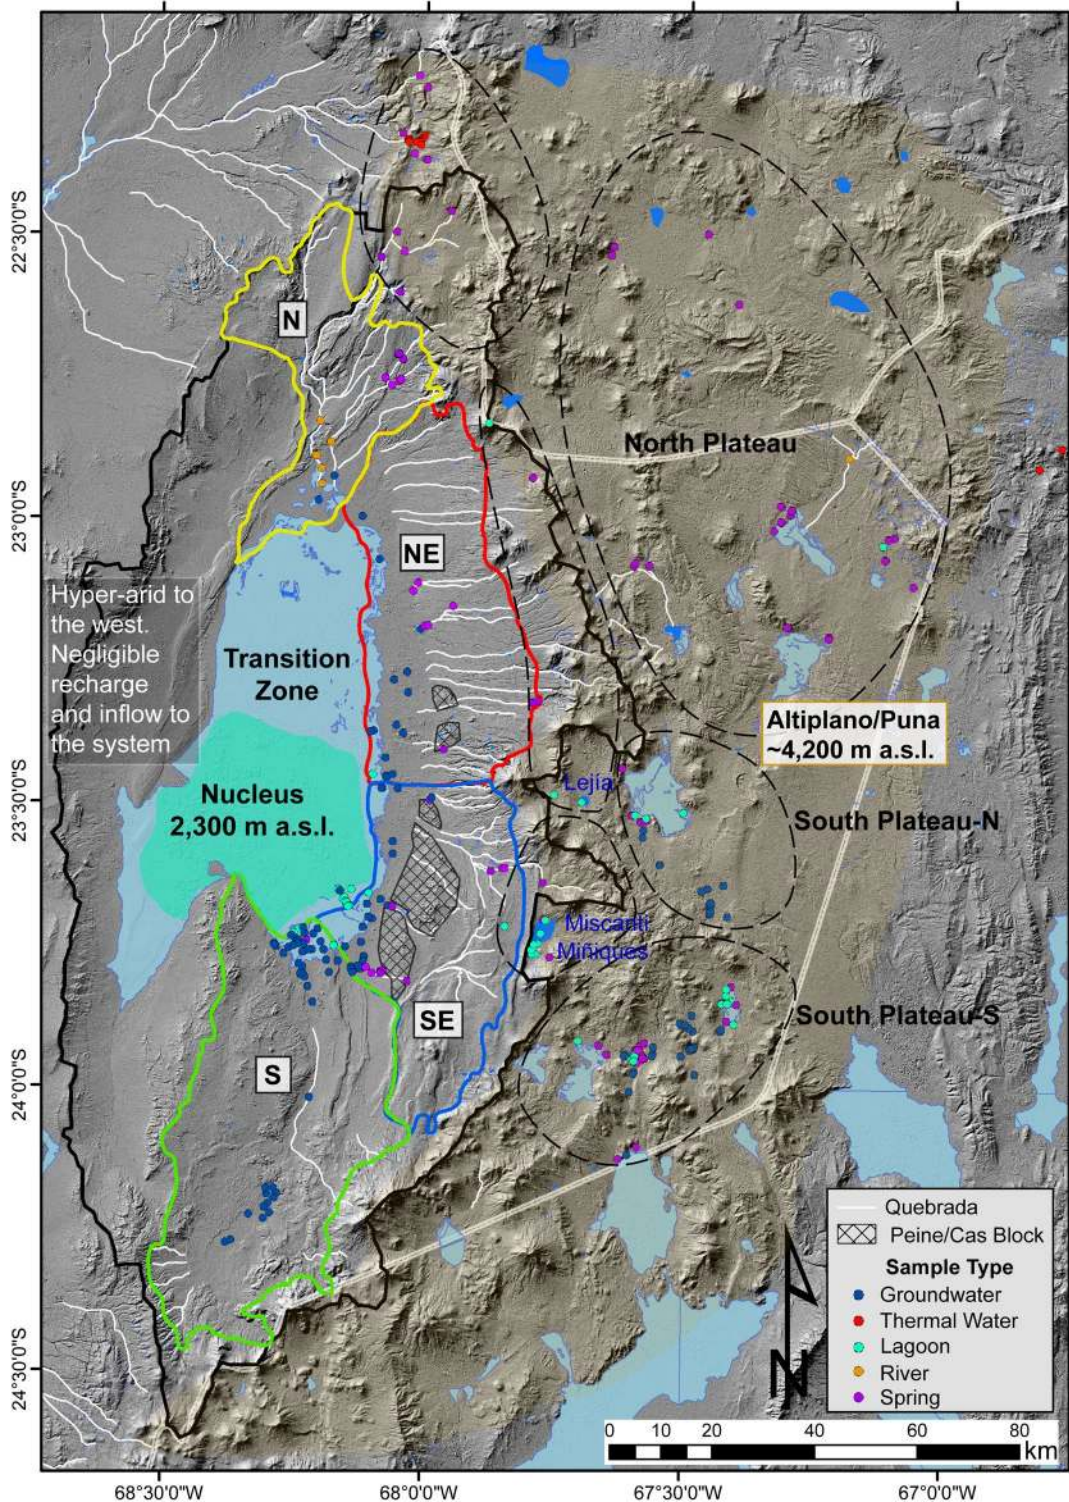 22°30'0"S
23°0'0"S
23°30'0"S
24°0'0"S
24°30'0"S
N
NE
North Plateau
Hyper-arid to
the west.
Negligible
recharge
and inflow to
the system
Transition
Zone
Altiplano/Puna
~4,200 m a.s.l.
Nucleus
2,300 m a.s.l.
Lejía
South Plateau-N
Miscanti
Miñiques
SE
South Plateau-S
S
Quebrada
Peine/Cas Block
Sample Type
Groundwater
Thermal Water
Lagoon
River
Spring
N
0 10 20 40 60 80
km
68°30'0"W
68°0'0"W
67°30'0"W
67°0'0"W